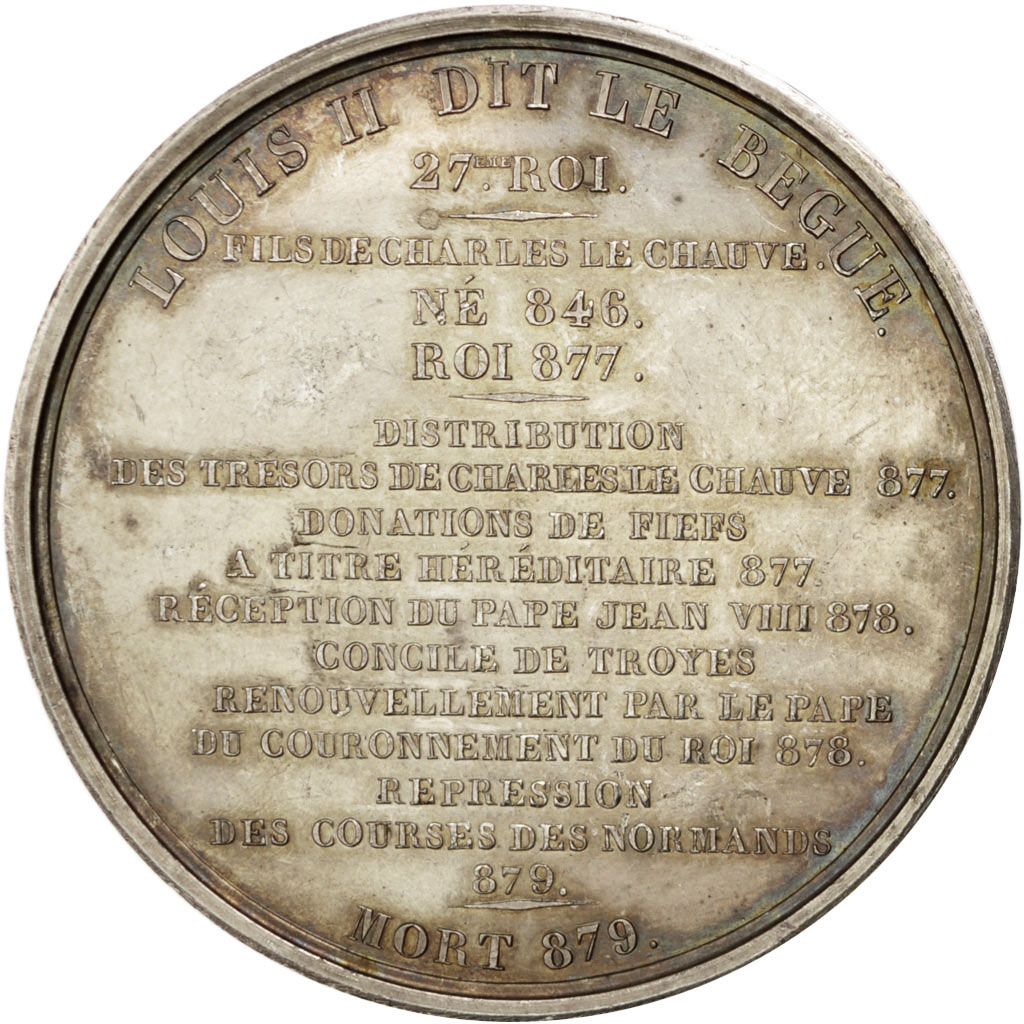 LOUIS II DIT LE BEGUE.
27EME. ROI.
FILS DE CHARLES LE CHAUVE.
NÉ 846.
ROI 877.
DISTRIBUTION
DES TRESORS DE CHARLES LE CHAUVE 877.
DONATIONS DE FIEFS
A TITRE HÉRÉDITAIRE 877.
RÉCEPTION DU PAPE JEAN VIII 878.
CONCILE DE TROYES
RENOUVELLEMENT PAR LE PAPE
DU COURONNEMENT DU ROI 878.
REPRESSION
DES COURSES DES NORMANDS
879.
MORT 879.